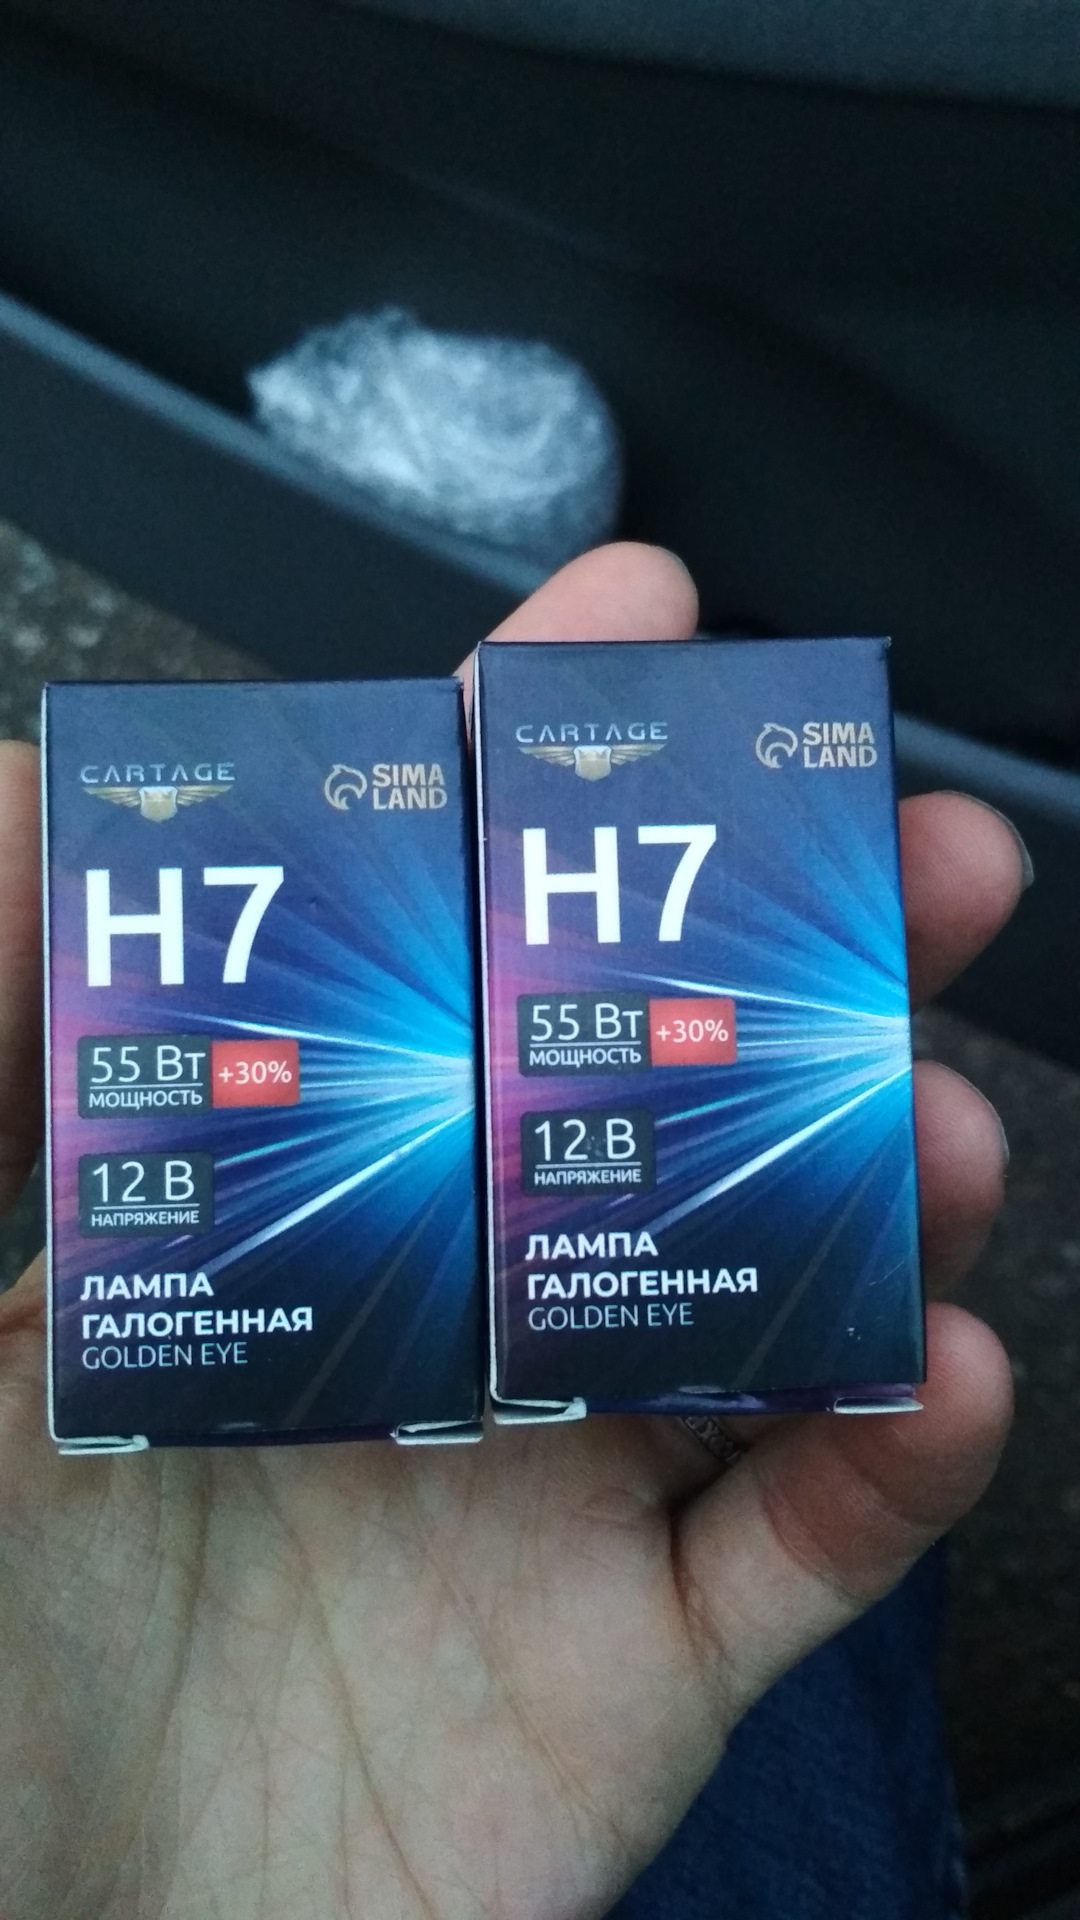 CARTAGE
SIMA
LAND
H7
55 Вт
+30%
МОЩНОСТЬ
12 В
НАПРЯЖЕНИЕ
ЛАМПА
ГАЛОГЕННАЯ
GOLDEN EYE
CARTAGE
SIMA
LAND
H7
55 Вт
+30%
МОЩНОСТЬ
12 В
НАПРЯЖЕНИЕ
ЛАМПА
ГАЛОГЕННАЯ
GOLDEN EYE